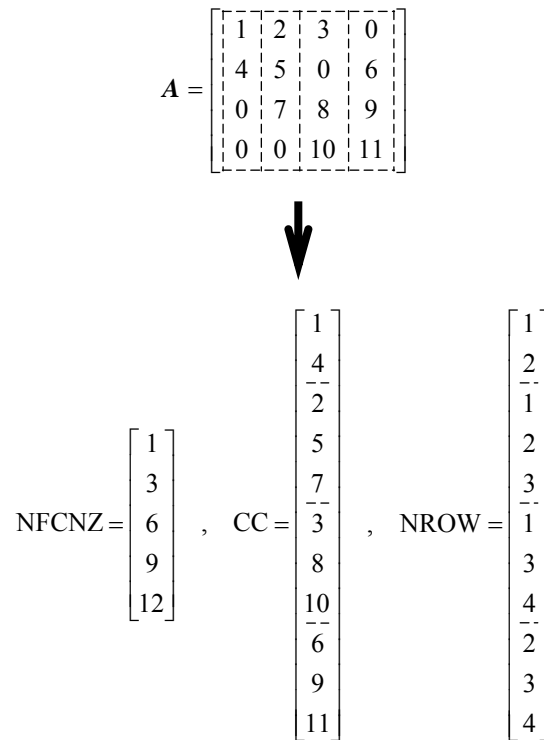 A = [ 1 2 3 0
4 5 0 6
0 7 8 9
0 0 10 11 ]
NFCNZ = [ 1 3 6 9 12 ] , CC = [ 1 4 2 5 7 3 8 10 6 9 11 ] , NROW = [ 1 2 1 2 3 1 3 4 2 3 4 ]